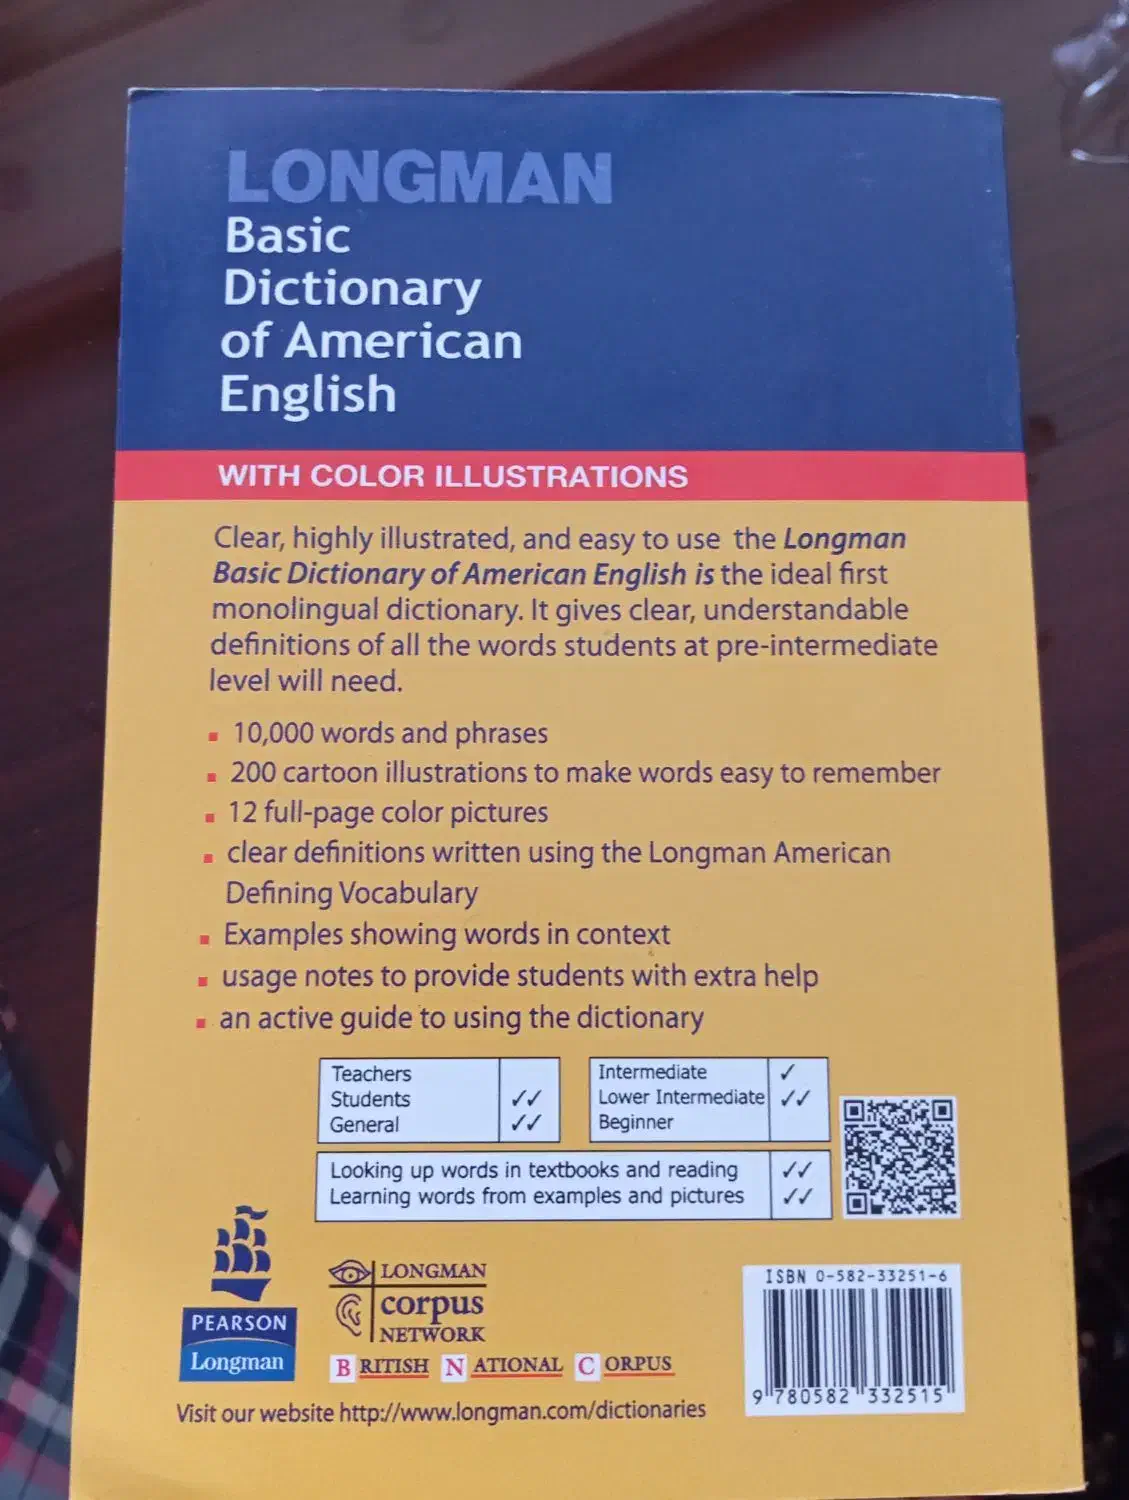 LONGMAN
Basic
Dictionary
of American
English
WITH COLOR ILLUSTRATIONS
Clear, highly illustrated, and easy to use the Longman
Basic Dictionary of American English is the ideal first
monolingual dictionary. It gives clear, understandable
definitions of all the words students at pre-intermediate
level will need.
▪ 10,000 words and phrases
▪ 200 cartoon illustrations to make words easy to remember
▪ 12 full-page color pictures
▪ clear definitions written using the Longman American
Defining Vocabulary
▪ Examples showing words in context
▪ usage notes to provide students with extra help
▪ an active guide to using the dictionary
Teachers
Students ✓✓
General ✓✓
Intermediate ✓
Lower Intermediate ✓✓
Beginner
Looking up words in textbooks and reading ✓✓
Learning words from examples and pictures ✓✓
PEARSON
Longman
LONGMAN
corpus
NETWORK
BRITISH NATIONAL CORPUS
Visit our website http://www.longman.com/dictionaries
ISBN 0-582-33251-6
9 780582 332515